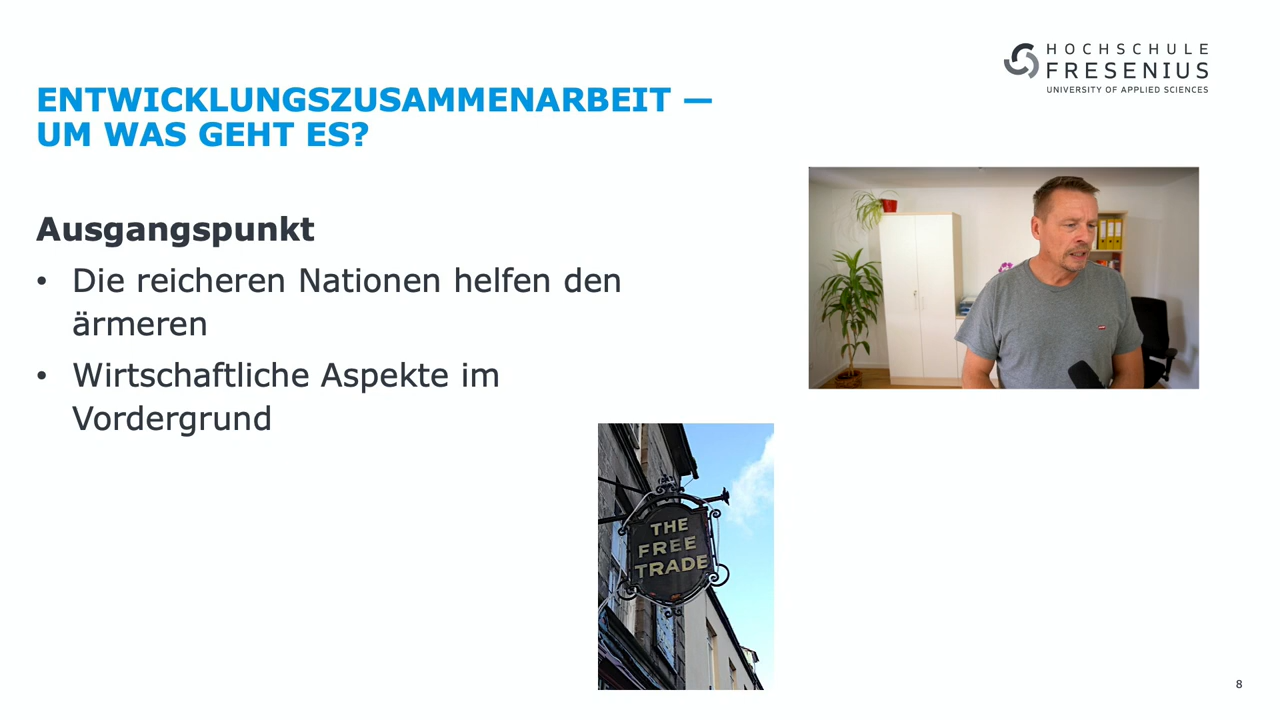 HOCHSCHULE
FRESENIUS
UNIVERSITY OF APPLIED SCIENCES
ENTWICKLUNGSZUSAMMENARBEIT —
UM WAS GEHT ES?
Ausgangspunkt
• Die reicheren Nationen helfen den
ärmeren
• Wirtschaftliche Aspekte im
Vordergrund
THE
FREE
TRADE
8